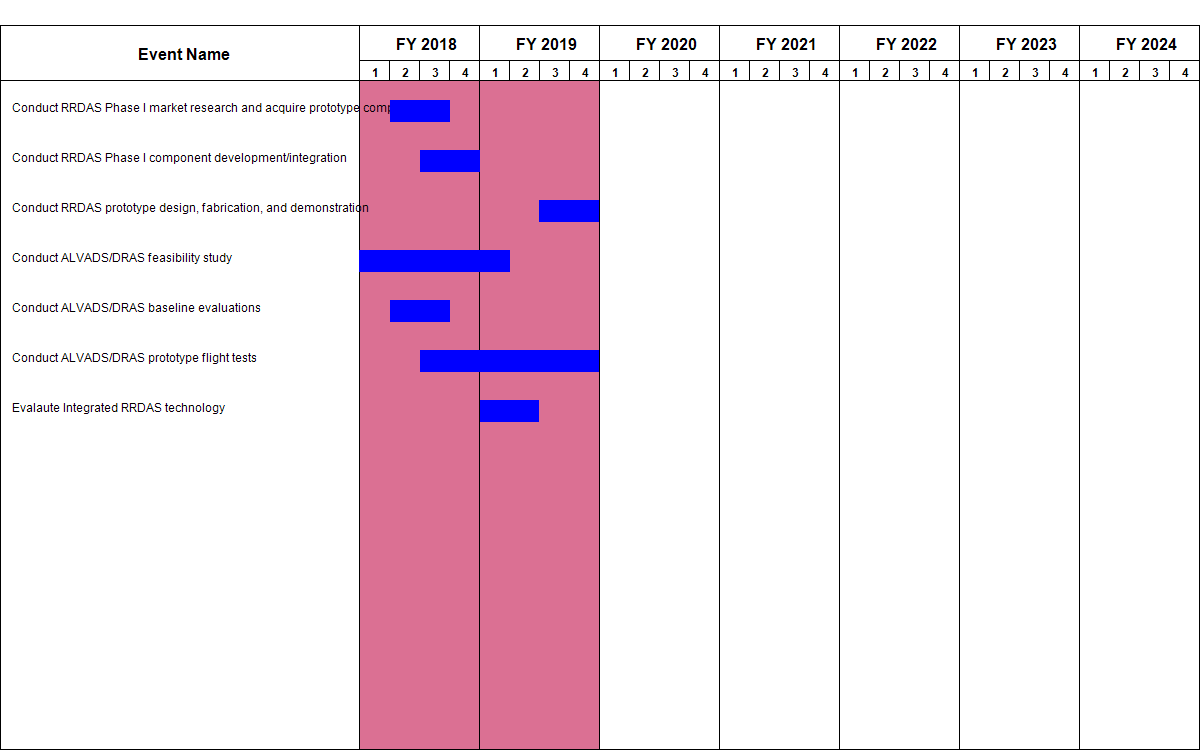 Event Name
FY 2018 FY 2019 FY 2020 FY 2021 FY 2022 FY 2023 FY 2024
1 2 3 4 1 2 3 4 1 2 3 4 1 2 3 4 1 2 3 4 1 2 3 4 1 2 3 4
Conduct RRDAS Phase I market research and acquire prototype
Conduct RRDAS Phase I component development/integration
Conduct RRDAS prototype design, fabrication, and demonstration
Conduct ALVADS/DRAS feasibility study
Conduct ALVADS/DRAS baseline evaluations
Conduct ALVADS/DRAS prototype flight tests
Evalaute Integrated RRDAS technology